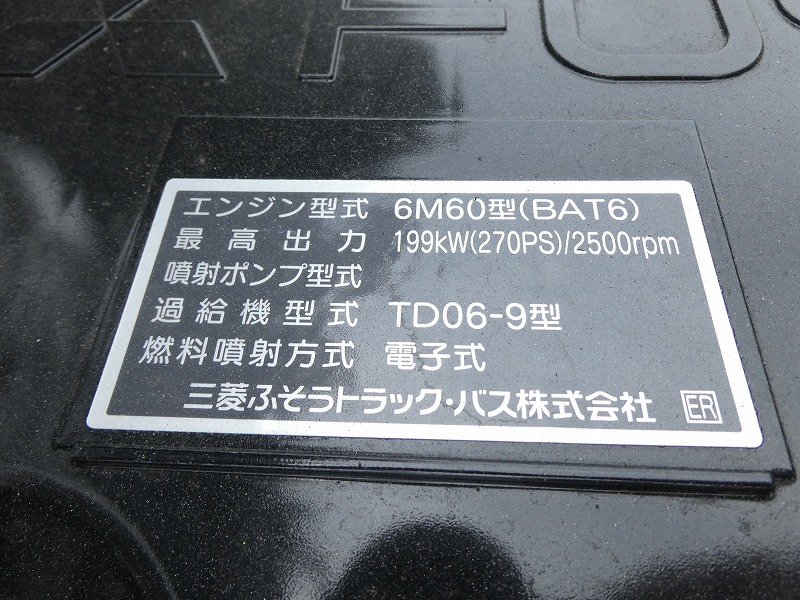 エンジン型式 6M60型(BAT6)
最高出力 199kW(270PS)/2500rpm
噴射ポンプ型式
過給機型式 TD06-9型
燃料噴射方式 電子式
三菱ふそうトラック・バス株式会社 ER